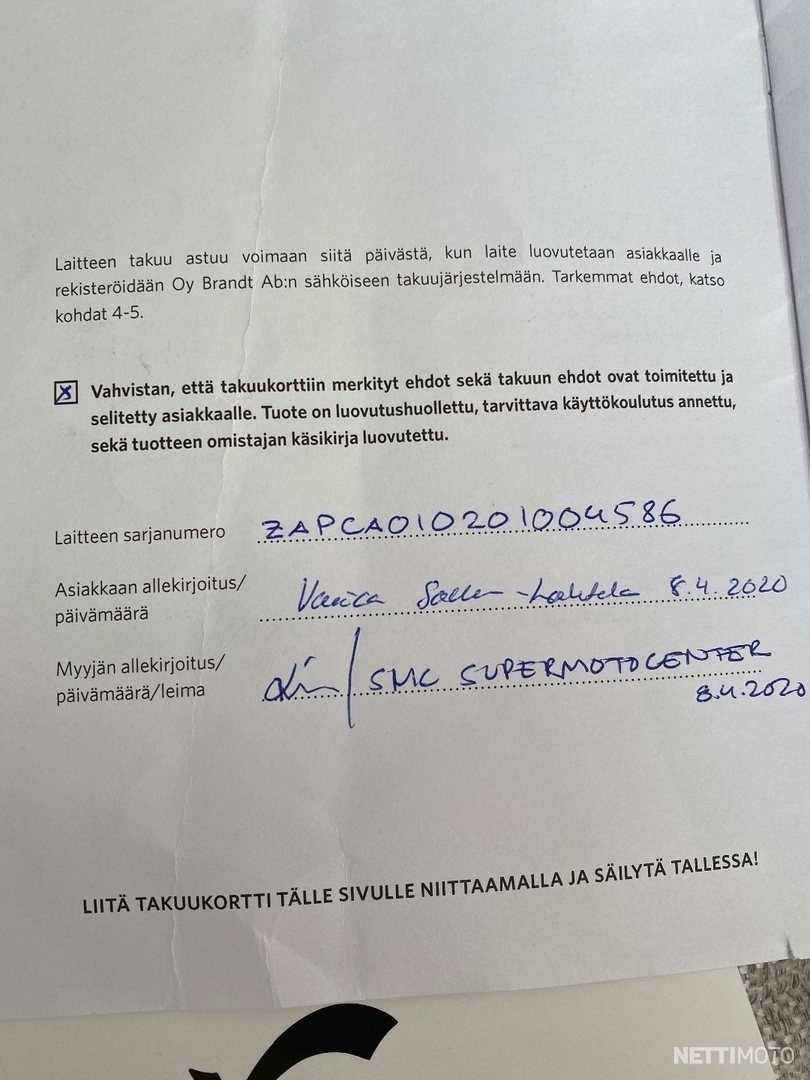 Laitteen takuu astuu voimaan siitä päivästä, kun laite luovutetaan asiakkaalle ja
rekisteröidään Oy Brandt Ab:n sähköiseen takuujärjestelmään. Tarkemmat ehdot, katso
kohdat 4-5.
X Vahvistan, että takuukorttiin merkityt ehdot sekä takuun ehdot ovat toimitettu ja
selitetty asiakkaalle. Tuote on luovutushuollettu, tarvittava käyttökoulutus annettu,
sekä tuotteen omistajan käsikirja luovutettu.
Laitteen sarjanumero ZAPCA010201004586
Asiakkaan allekirjoitus/
päivämäärä 8.4.2020
Myyjän allekirjoitus/
päivämäärä/leima / SMC SUPERMOTOCENTER
8.4.2020
LIITÄ TAKUUKORTTI TÄLLE SIVULLE NIITTAAMALLA JA SÄILYTÄ TALLESSA!
NETTIMOTO